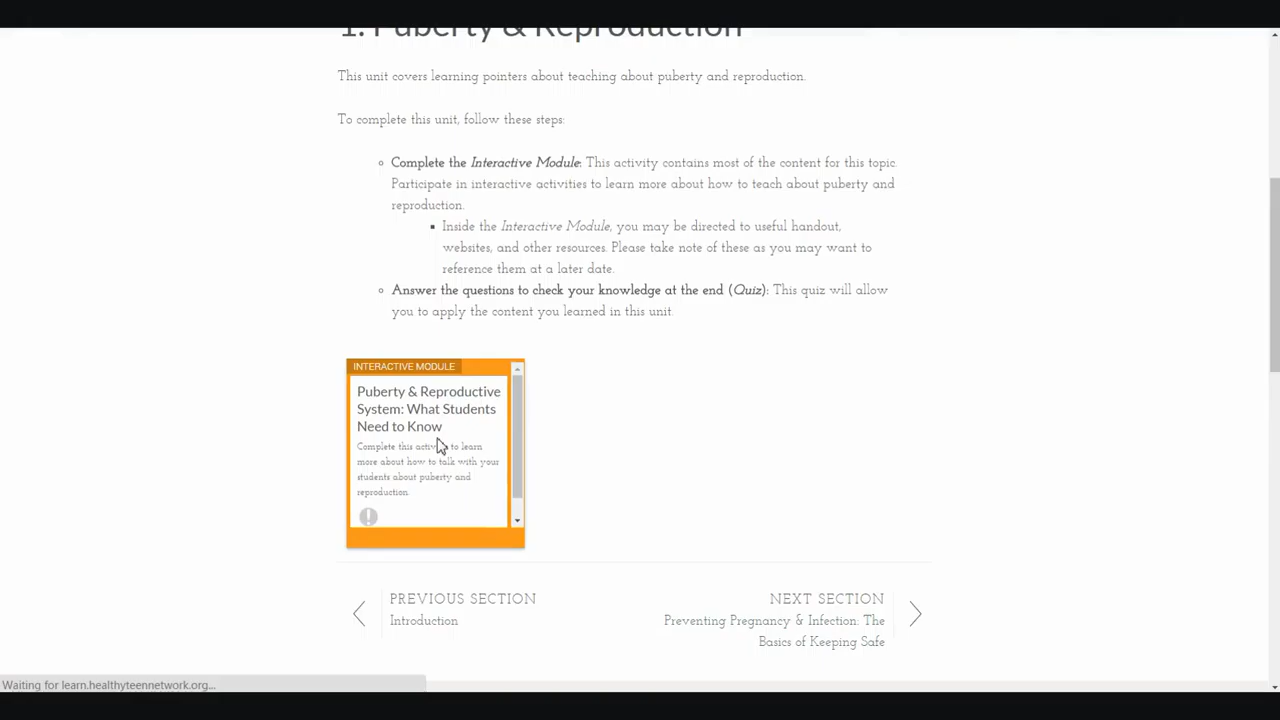 1. Puberty & Reproduction
This unit covers learning pointers about teaching about puberty and reproduction.
To complete this unit, follow these steps:
Complete the Interactive Module: This activity contains most of the content for this topic.
Participate in interactive activities to learn more about how to teach about puberty and
reproduction.
Inside the Interactive Module, you may be directed to useful handout,
websites, and other resources. Please take note of these as you may want to
reference them at a later date.
Answer the questions to check your knowledge at the end (Quiz): This quiz will allow
you to apply the content you learned in this unit.
INTERACTIVE MODULE
Puberty & Reproductive
System: What Students
Need to Know
Complete this activity to learn
more about how to talk with your
students about puberty and
reproduction.
PREVIOUS SECTION
Introduction
NEXT SECTION
Preventing Pregnancy & Infection: The
Basics of Keeping Safe
Waiting for learn.healthyteennetwork.org...